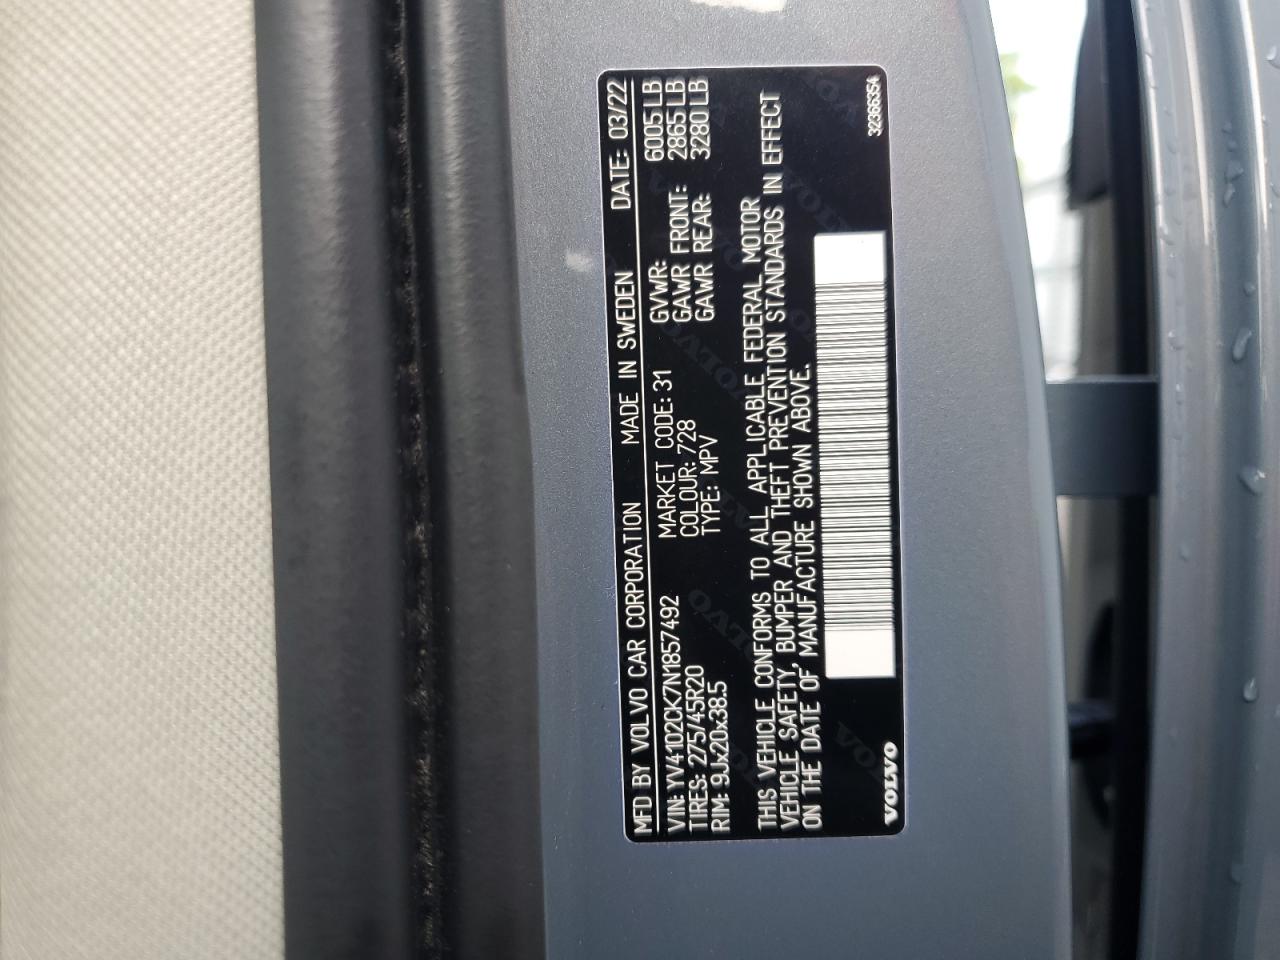 MFD BY VOLVO CAR CORPORATION MADE IN SWEDEN DATE: 03/22
VIN: YV4102CK7N1857492 MARKET CODE: 31 GVWR: 6005 LB
TIRES: 275/45R20 COLOUR: 728 GAWR FRONT: 2865 LB
RIM: 9Jx20x38.5 TYPE: MPV GAWR REAR: 3280 LB
THIS VEHICLE CONFORMS TO ALL APPLICABLE FEDERAL MOTOR
VEHICLE SAFETY, BUMPER AND THEFT PREVENTION STANDARDS IN EFFECT
ON THE DATE OF MANUFACTURE SHOWN ABOVE.
VOLVO 32366354